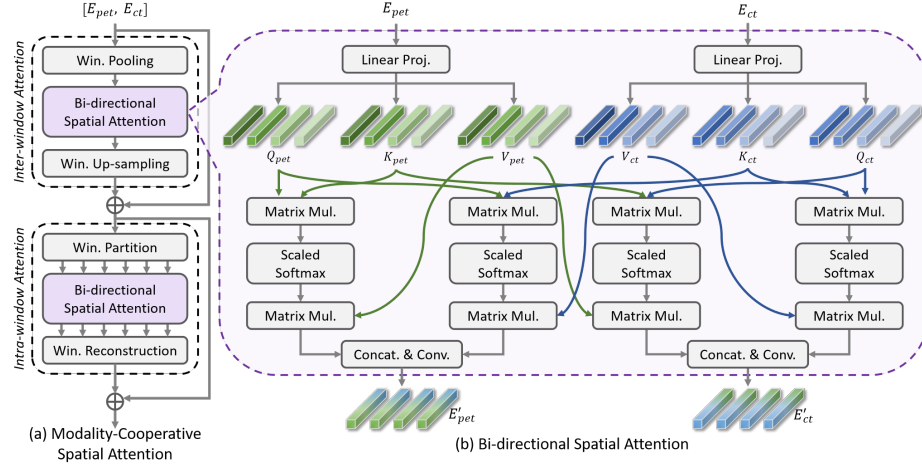 [E_pet, E_ct]
Inter-window Attention
Win. Pooling
Bi-directional
Spatial Attention
Win. Up-sampling
Intra-window Attention
Win. Partition
Bi-directional
Spatial Attention
Win. Reconstruction
(a) Modality-Cooperative
Spatial Attention
E_pet
E_ct
Linear Proj.
Linear Proj.
Q_pet
K_pet
V_pet
V_ct
K_ct
Q_ct
Matrix Mul.
Matrix Mul.
Matrix Mul.
Matrix Mul.
Scaled
Softmax
Scaled
Softmax
Scaled
Softmax
Scaled
Softmax
Matrix Mul.
Matrix Mul.
Matrix Mul.
Matrix Mul.
Concat. & Conv.
Concat. & Conv.
E'_pet
E'_ct
(b) Bi-directional Spatial Attention